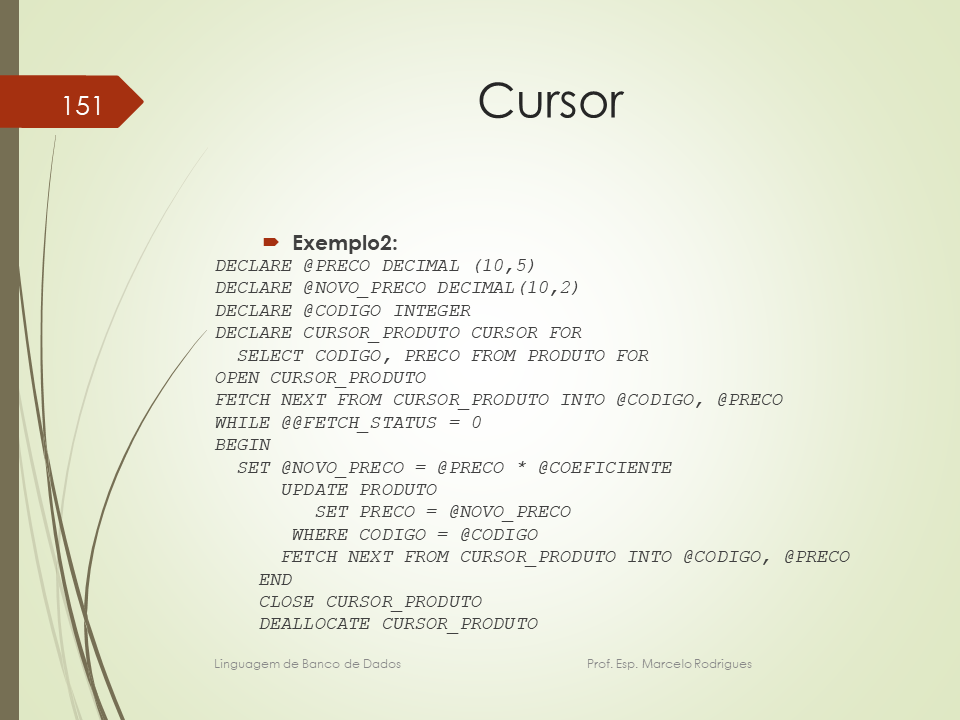 151
Cursor
Exemplo2:
DECLARE @PRECO DECIMAL (10,5)
DECLARE @NOVO_PRECO DECIMAL(10,2)
DECLARE @CODIGO INTEGER
DECLARE CURSOR_PRODUTO CURSOR FOR
SELECT CODIGO, PRECO FROM PRODUTO FOR
OPEN CURSOR_PRODUTO
FETCH NEXT FROM CURSOR_PRODUTO INTO @CODIGO, @PRECO
WHILE @@FETCH_STATUS = 0
BEGIN
SET @NOVO_PRECO = @PRECO * @COEFICIENTE
UPDATE PRODUTO
SET PRECO = @NOVO_PRECO
WHERE CODIGO = @CODIGO
FETCH NEXT FROM CURSOR_PRODUTO INTO @CODIGO, @PRECO
END
CLOSE CURSOR_PRODUTO
DEALLOCATE CURSOR_PRODUTO
Linguagem de Banco de Dados Prof. Esp. Marcelo Rodrigues